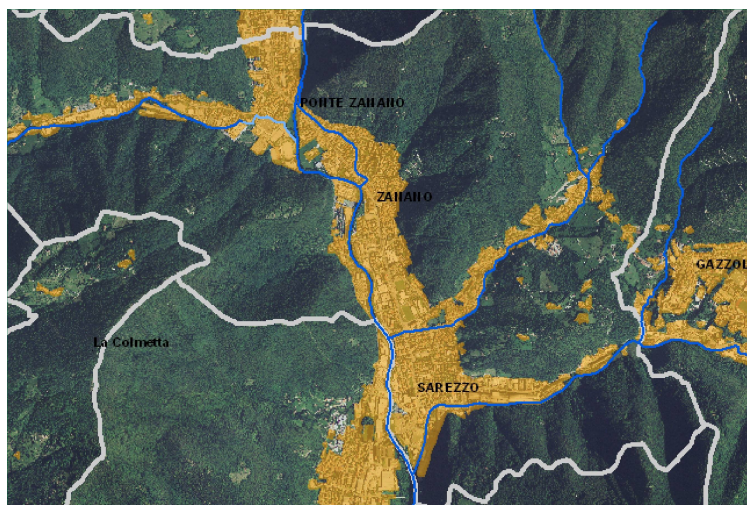 PONTE ZANANO
ZANANO
GAZZOL
La Colmetta
SAREZZO